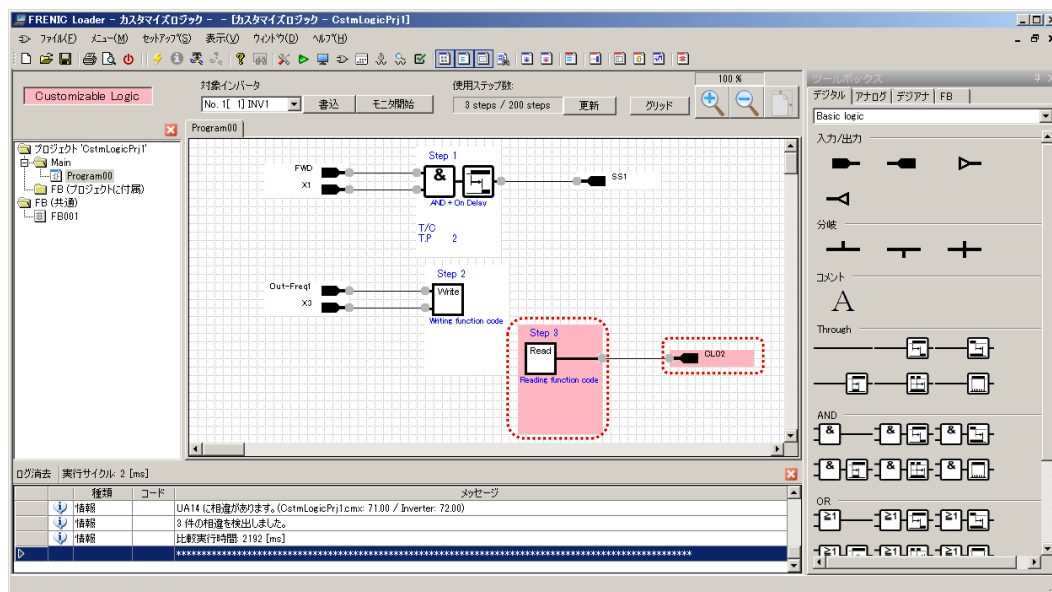 FRENIC Loader - カスタマイズロジック - - [カスタマイズロジック - CstmLogicPrj1]
ファイル(F) メニュー(M) セットアップ(S) 表示(V) ウィンドウ(D) ヘルプ(H)
Customizable Logic
対象インバータ
No. 1[ 1] INV1
書込
モニタ開始
使用ステップ数:
3 steps / 200 steps
更新
グリッド
100 %
プロジェクト 'CstmLogicPrj1'
Main
Program00
FB (プロジェクトに付属)
FB (共通)
FB001
Program00
FWD
X1
Step 1
&
AND + On Delay
SS1
T/C
T.P 2
Out-Freq1
X3
Step 2
Write
Writing function code
Step 3
Read
Reading function code
CL02
ツールボックス
デジタル アナログ デジアナ FB
Basic logic
入力/出力
分岐
コメント
A
Through
AND
& & &
& & &
OR
≧1 ≧1 ≧1
≧1 ≧1 ≧1
ログ消去 実行サイクル: 2 [ms]
種類 コード メッセージ
情報 UA14 に相違があります。(CstmLogicPrj1.cmx: 71.00 / Inverter: 72.00)
情報 3 件の相違を検出しました。
情報 比較実行時間: 2192 [ms]